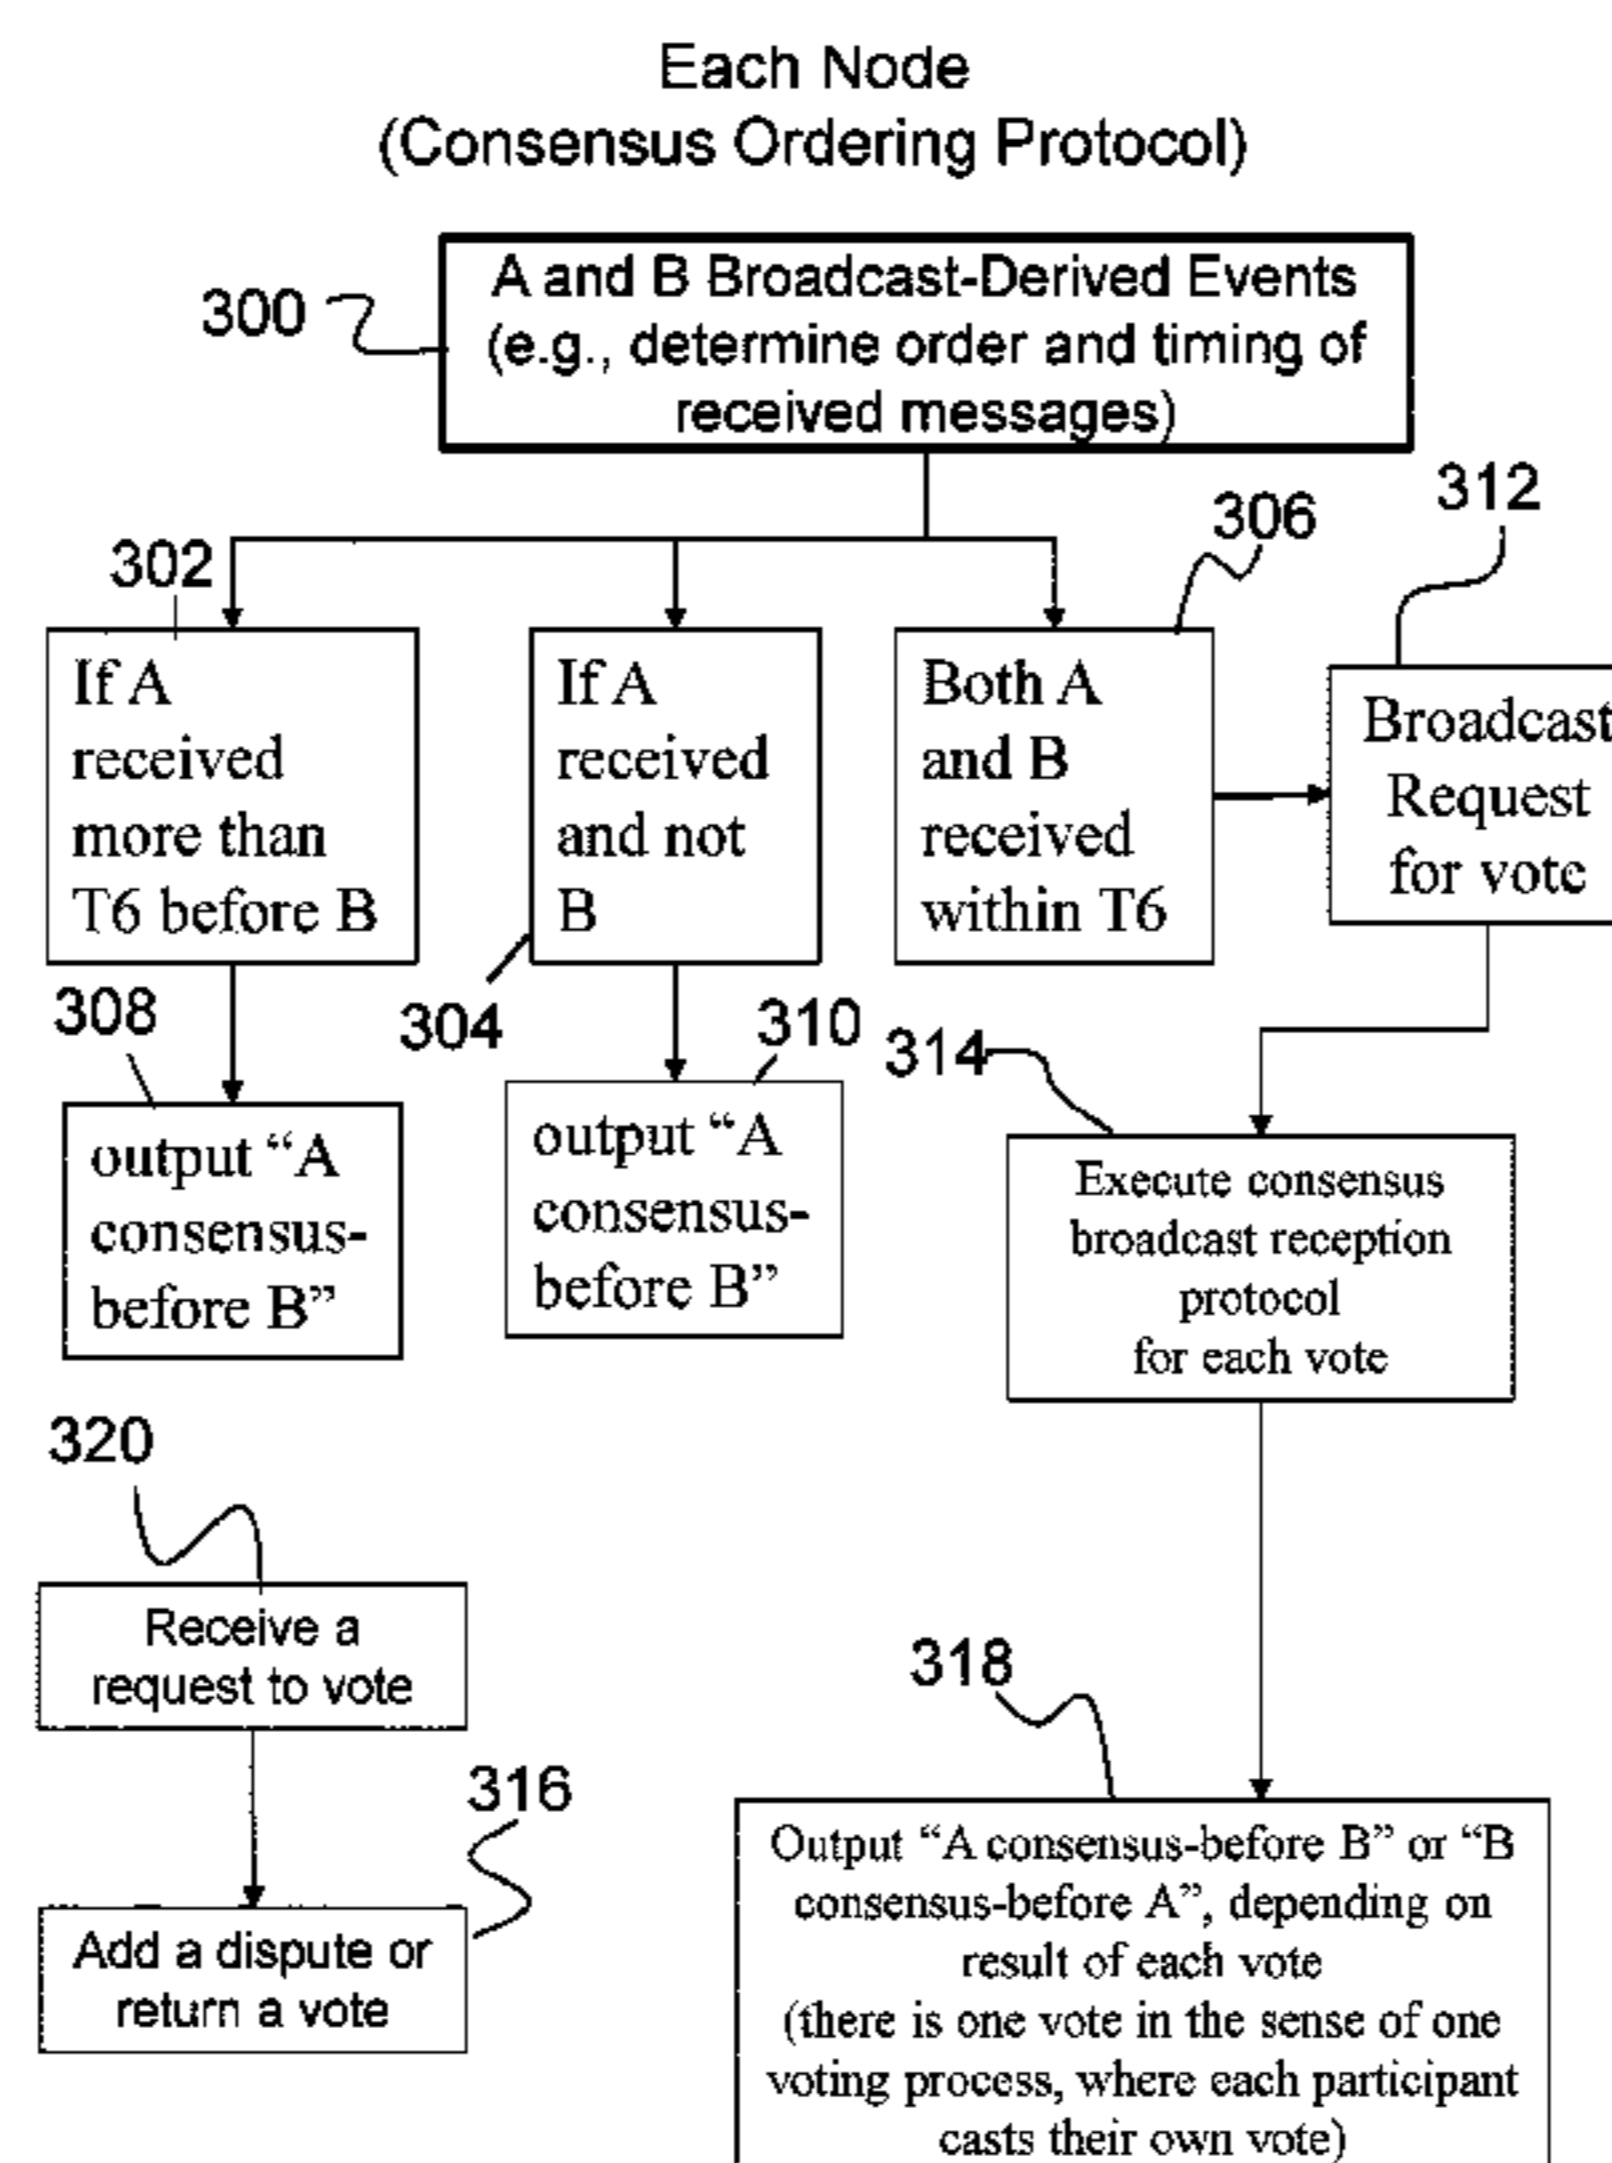 Each Node
(Consensus Ordering Protocol)
300
A and B Broadcast-Derived Events
(e.g., determine order and timing of
received messages)
302
If A
received
more than
T6 before B
304
If A
received
and not
B
306
Both A
and B
received
within T6
312
Broadcast
Request
for vote
308
output “A
consensus-
before B”
310
output “A
consensus-
before B”
314
Execute consensus
broadcast reception
protocol
for each vote
320
Receive a
request to vote
316
Add a dispute or
return a vote
318
Output “A consensus-before B” or “B
consensus-before A”, depending on
result of each vote
(there is one vote in the sense of one
voting process, where each participant
casts their own vote)